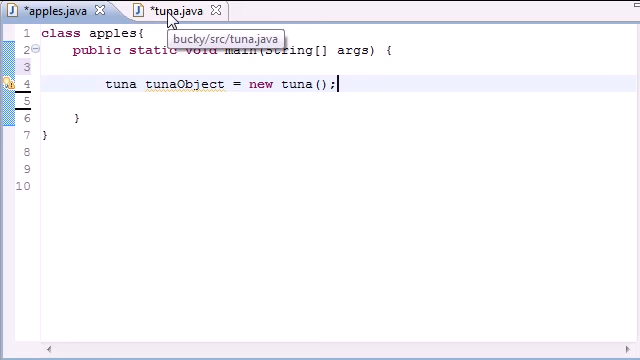 *apples.java *tuna.java
bucky/src/tuna.java
1 class apples{
2 public static void main(String[] args) {
3
4 tuna tunaObject = new tuna();
5
6 }
7 }
8
9
10